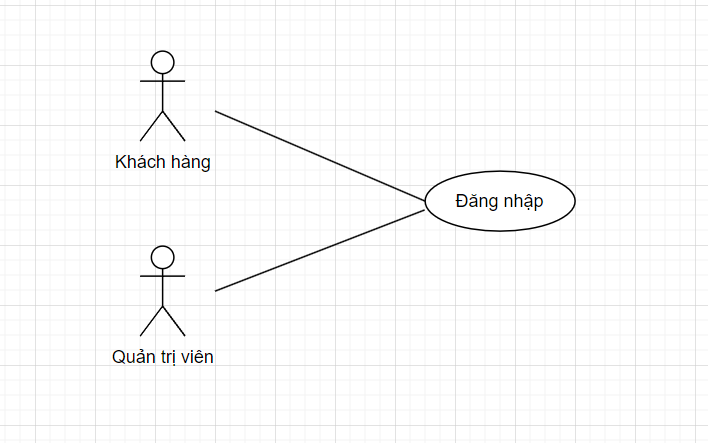 Khách hàng
Đăng nhập
Quản trị viên